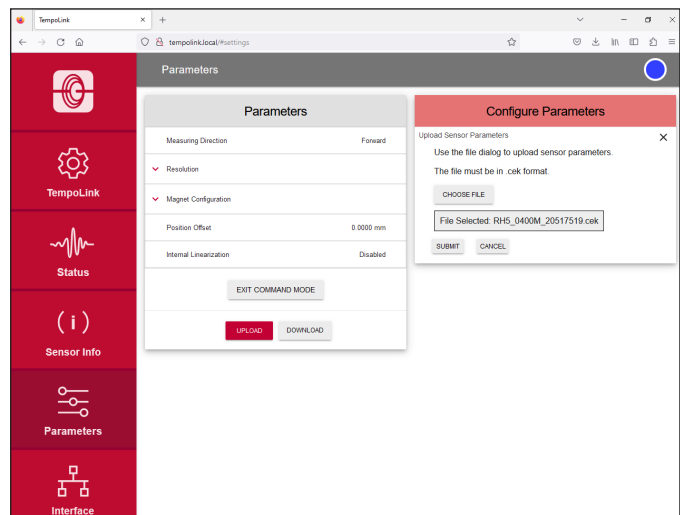 TempoLink
tempolink.local/#settings
Parameters
TempoLink
Status
(i)
Sensor Info
Parameters
Interface
Parameters
Measuring Direction Forward
Resolution
Magnet Configuration
Position Offset 0.0000 mm
Internal Linearization Disabled
EXIT COMMAND MODE
UPLOAD DOWNLOAD
Configure Parameters
Upload Sensor Parameters
Use the file dialog to upload sensor parameters.
The file must be in .cek format.
CHOOSE FILE
File Selected: RH5_0400M_20517519.cek
SUBMIT CANCEL